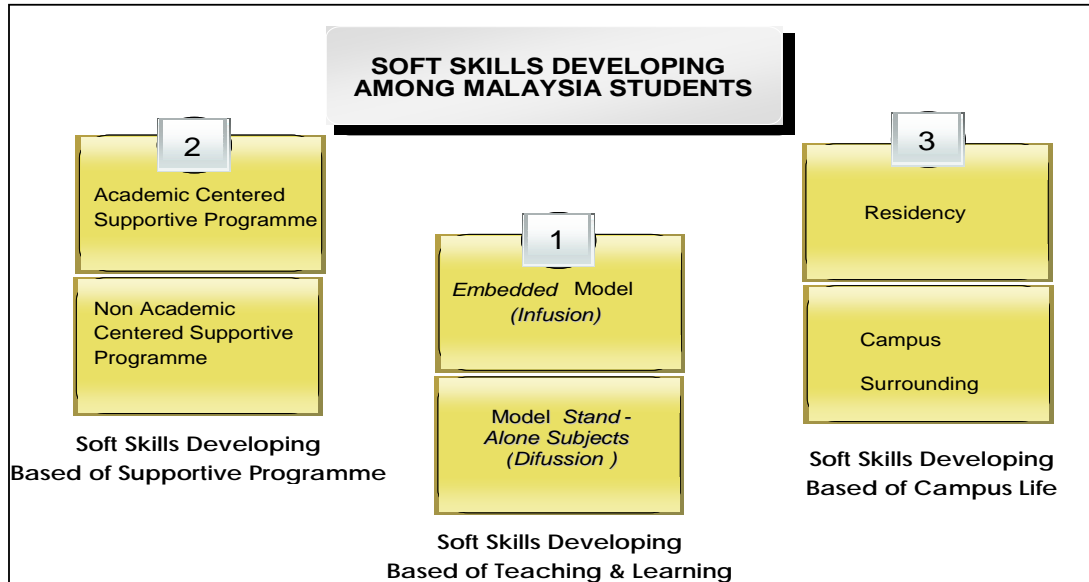 SOFT SKILLS DEVELOPING
AMONG MALAYSIA STUDENTS
2
Academic Centered
Supportive Programme
Non Academic
Centered Supportive
Programme
Soft Skills Developing
Based of Supportive Programme
1
Embedded Model
(Infusion)
Model Stand -
Alone Subjects
(Difussion )
Soft Skills Developing
Based of Teaching & Learning
3
Residency
Campus
Surrounding
Soft Skills Developing
Based of Campus Life